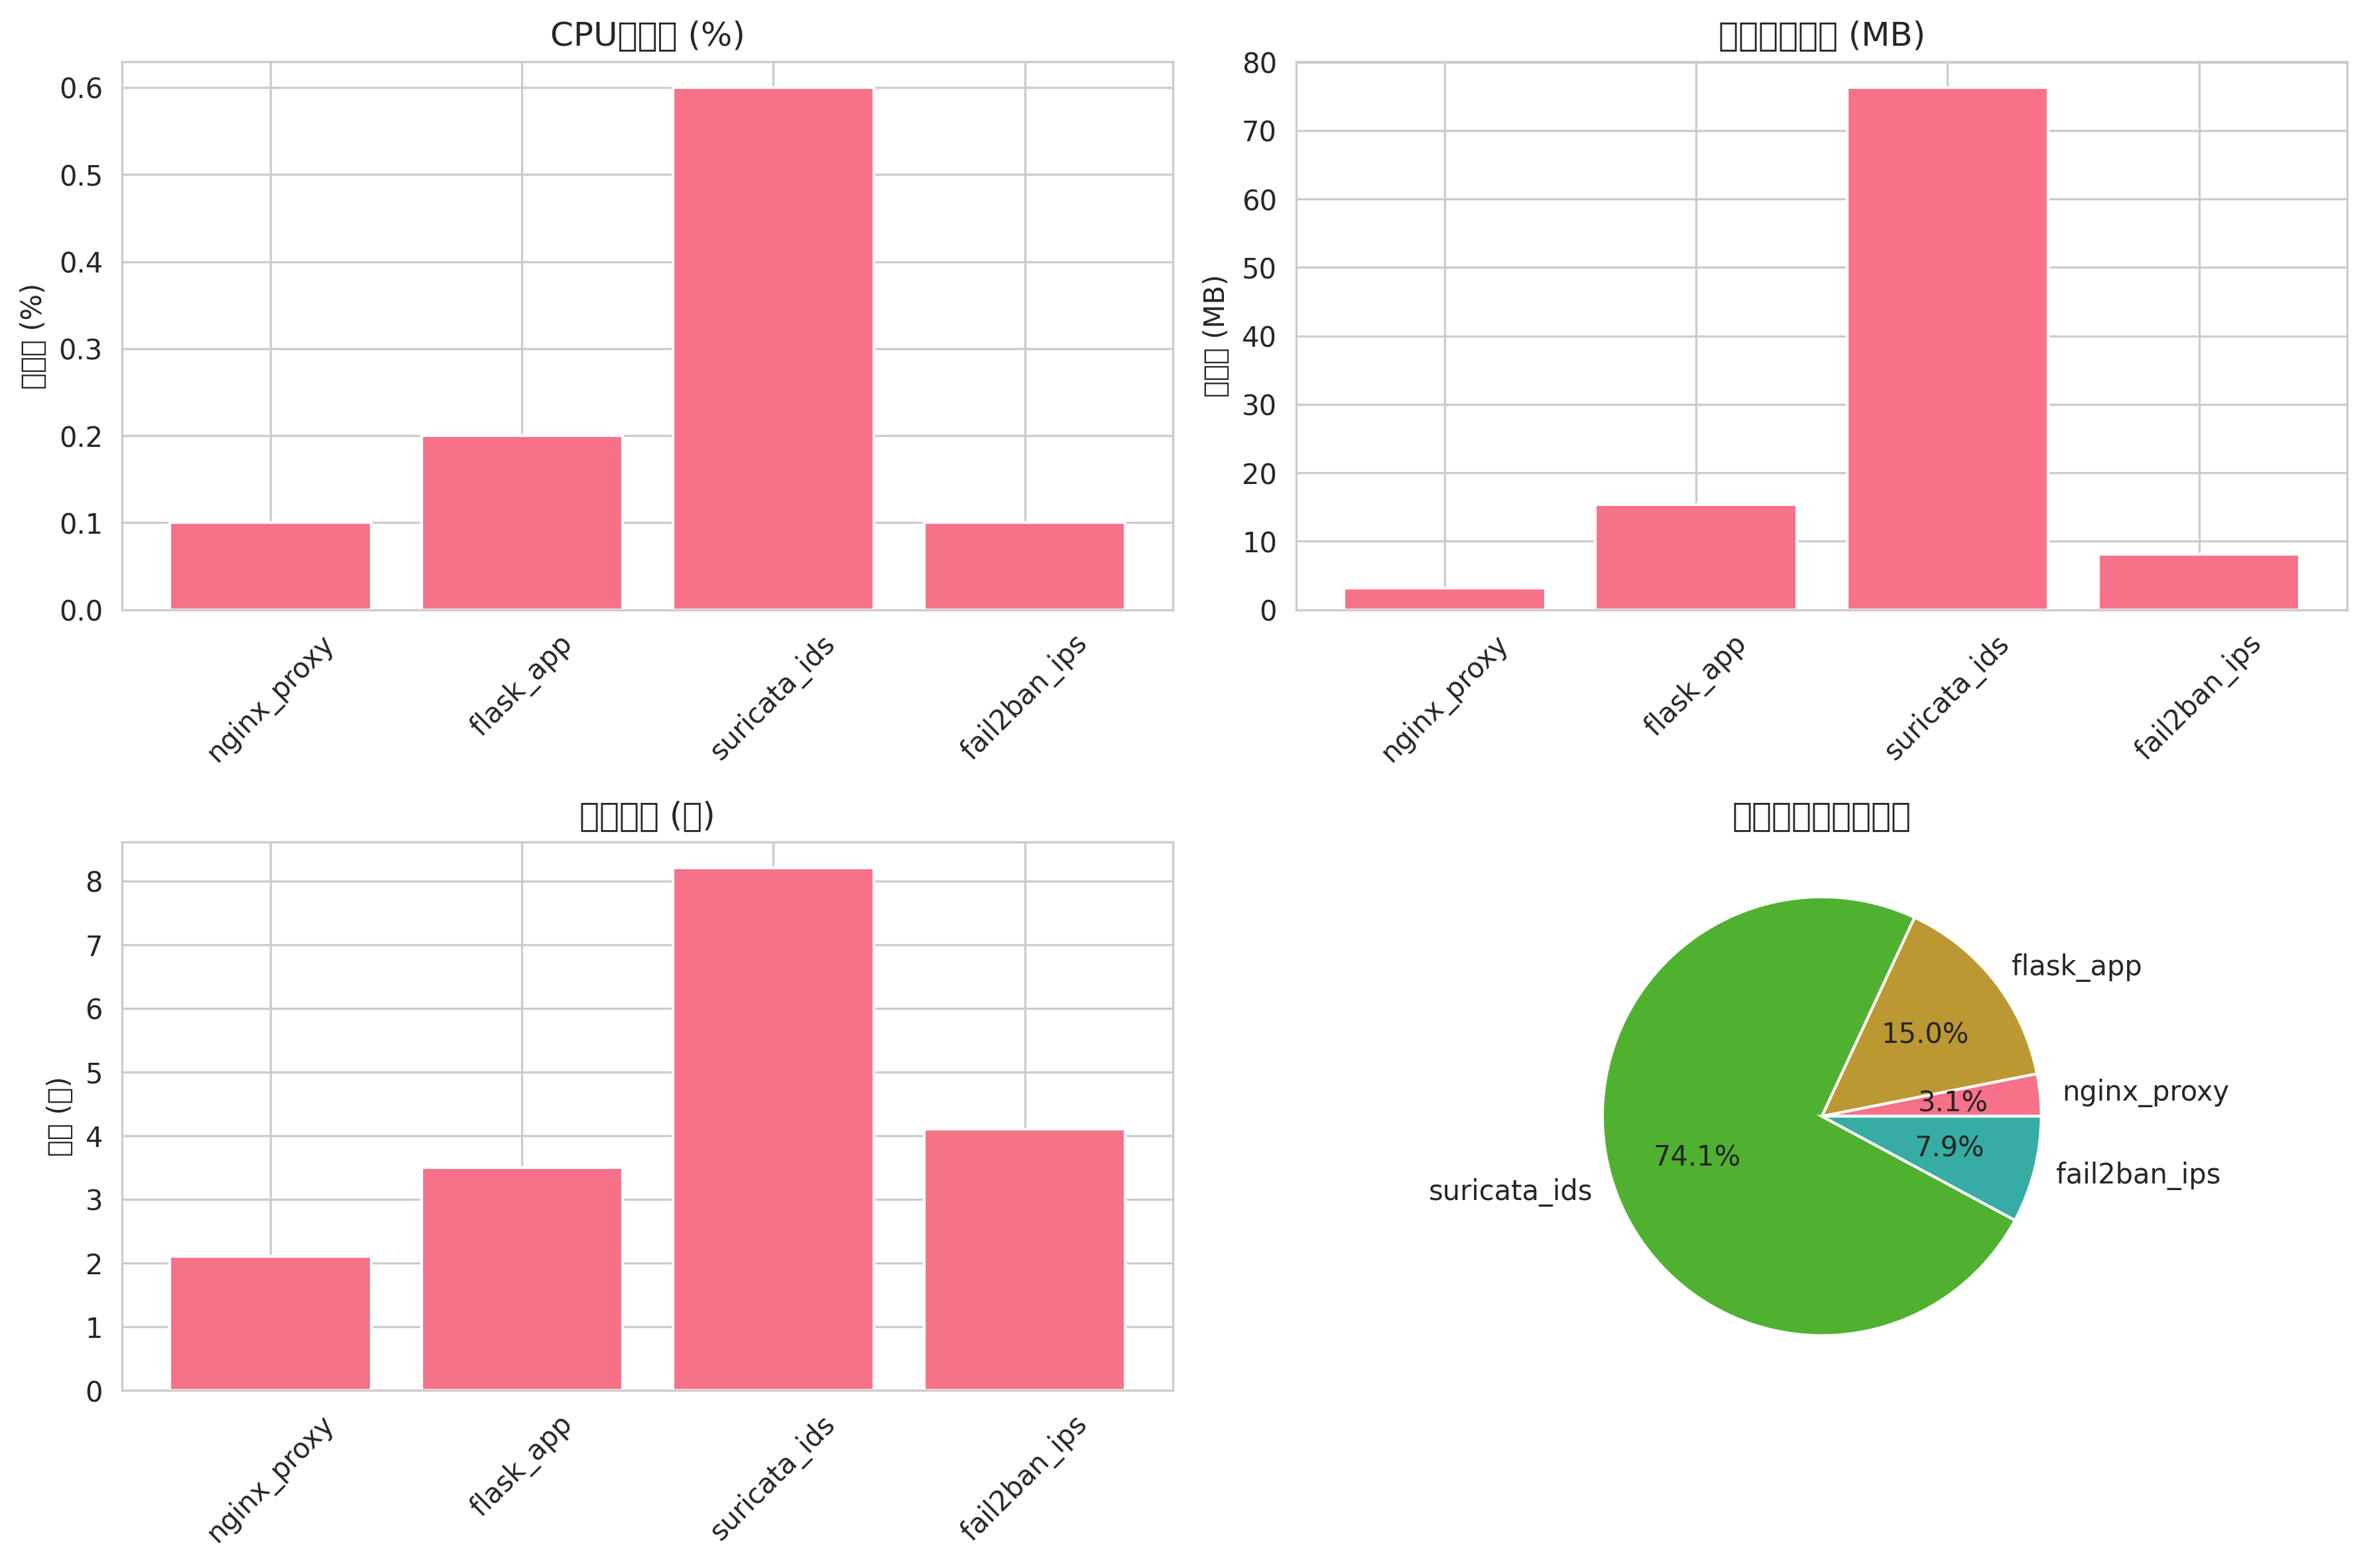 CPU (%)
(MB)
(%)
0.6
0.5
0.4
0.3
0.2
0.1
0.0
nginx_proxy
flask_app
suricata_ids
fail2ban_ips
(MB)
80
70
60
50
40
30
20
10
0
nginx_proxy
flask_app
suricata_ids
fail2ban_ips
8
7
6
5
4
3
2
1
0
nginx_proxy
flask_app
suricata_ids
fail2ban_ips
flask_app
15.0%
nginx_proxy
3.1%
7.9%
74.1%
fail2ban_ips
suricata_ids